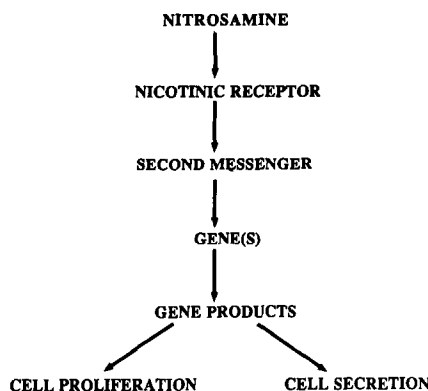 NITROSAMINE
NICOTINIC RECEPTOR
SECOND MESSENGER
GENE(S)
GENE PRODUCTS
CELL PROLIFERATION CELL SECRETION